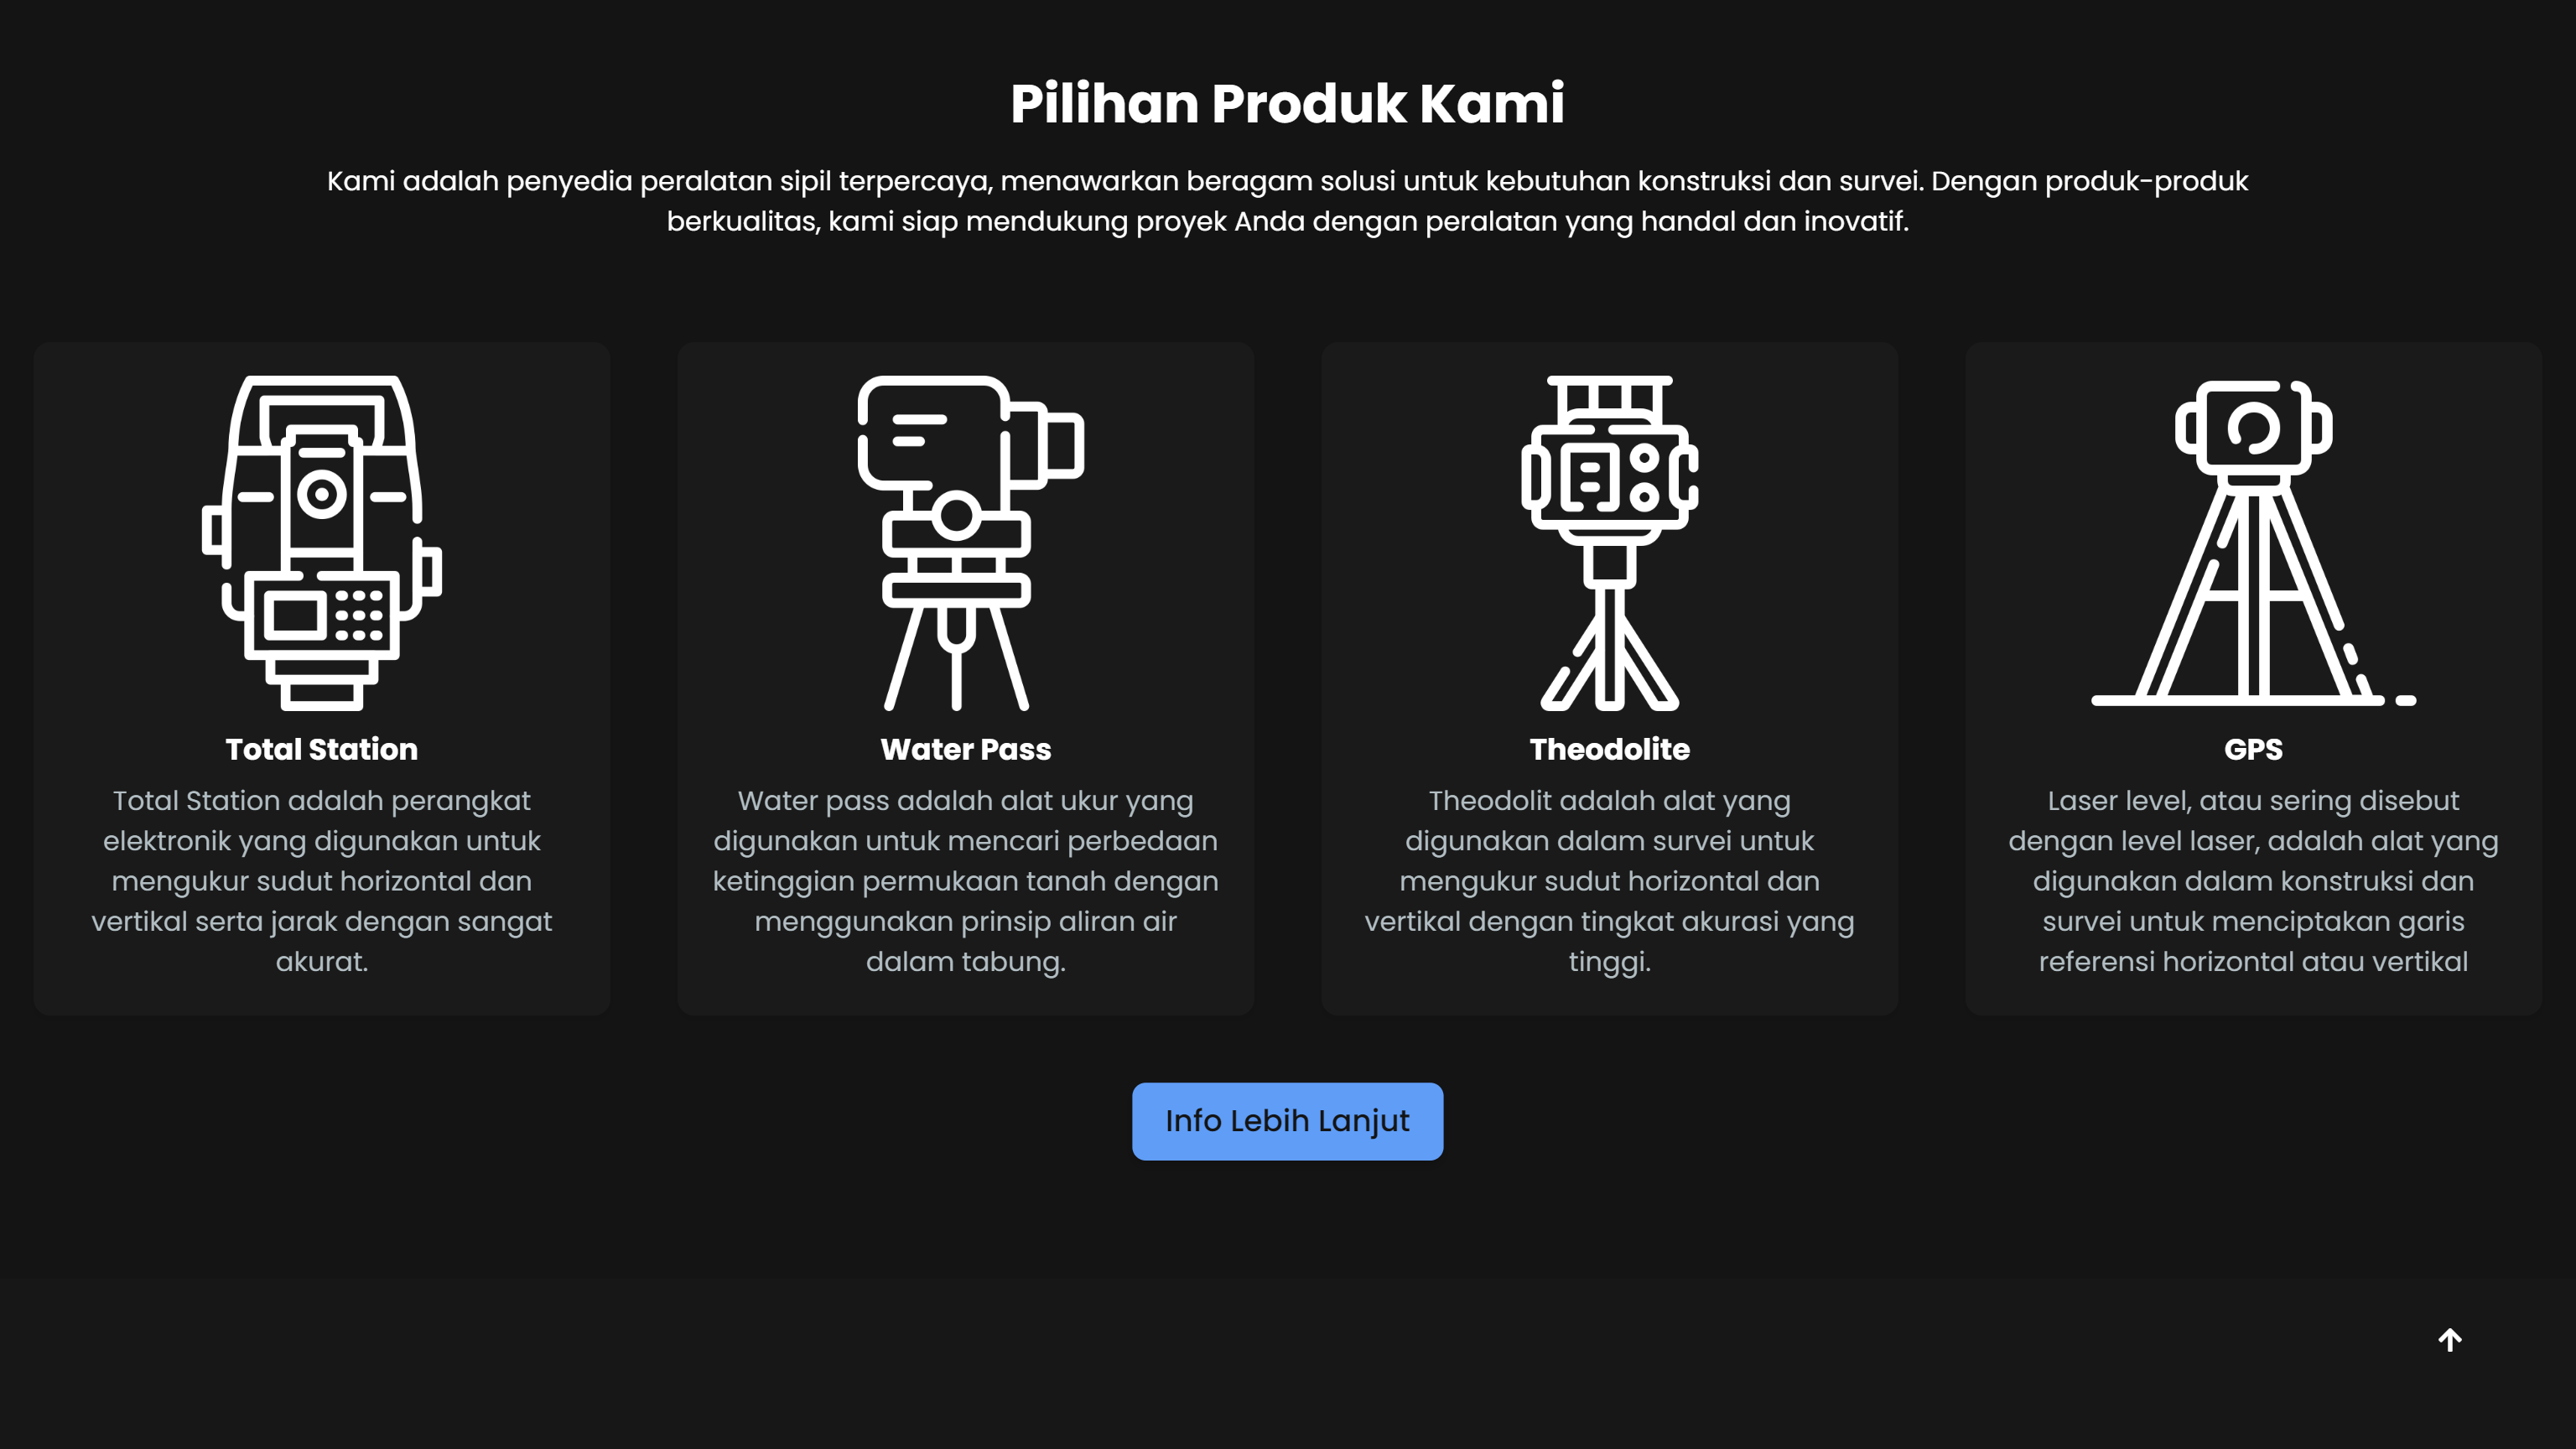 Pilihan Produk Kami
Kami adalah penyedia peralatan sipil terpercaya, menawarkan beragam solusi untuk kebutuhan konstruksi dan survei. Dengan produk-produk
berkualitas, kami siap mendukung proyek Anda dengan peralatan yang handal dan inovatif.
Total Station
Total Station adalah perangkat
elektronik yang digunakan untuk
mengukur sudut horizontal dan
vertikal serta jarak dengan sangat
akurat.
Water Pass
Water pass adalah alat ukur yang
digunakan untuk mencari perbedaan
ketinggian permukaan tanah dengan
menggunakan prinsip aliran air
dalam tabung.
Theodolite
Theodolit adalah alat yang
digunakan dalam survei untuk
mengukur sudut horizontal dan
vertikal dengan tingkat akurasi yang
tinggi.
GPS
Laser level, atau sering disebut
dengan level laser, adalah alat yang
digunakan dalam konstruksi dan
survei untuk menciptakan garis
referensi horizontal atau vertikal
Info Lebih Lanjut